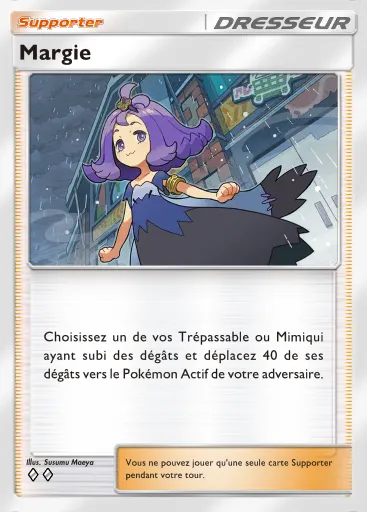 Supporter
DRESSEUR
Margie
Choisissez un de vos Trépassable ou Mimiqui
ayant subi des dégâts et déplacez 40 de ses
dégâts vers le Pokémon Actif de votre adversaire.
Illus. Susumu Maeya
Vous ne pouvez jouer qu'une seule carte Supporter
pendant votre tour.